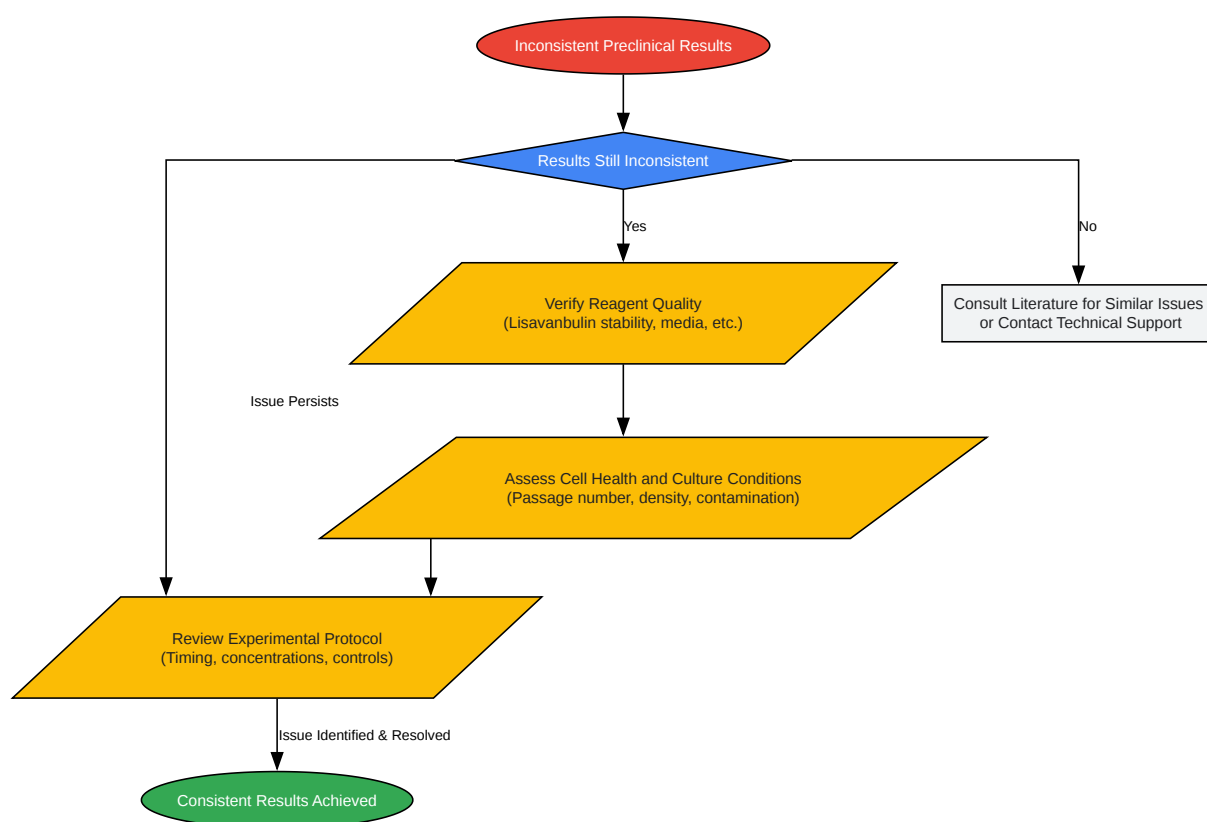 Inconsistent Preclinical Results
Results Still Inconsistent
Yes
No
Verify Reagent Quality
(Lisavanbulin stability, media, etc.)
Consult Literature for Similar Issues
or Contact Technical Support
Issue Persists
Assess Cell Health and Culture Conditions
(Passage number, density, contamination)
Review Experimental Protocol
(Timing, concentrations, controls)
Issue Identified & Resolved
Consistent Results Achieved